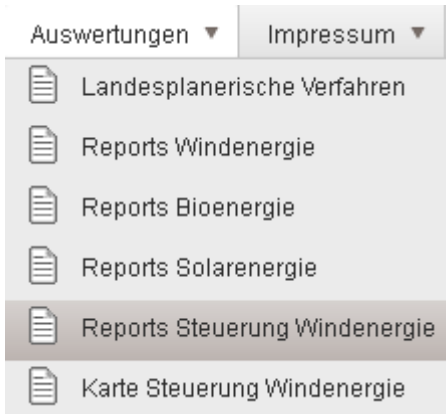 Auswertungen ▼ Impressum ▼
Landesplanerische Verfahren
Reports Windenergie
Reports Bioenergie
Reports Solarenergie
Reports Steuerung Windenergie
Karte Steuerung Windenergie